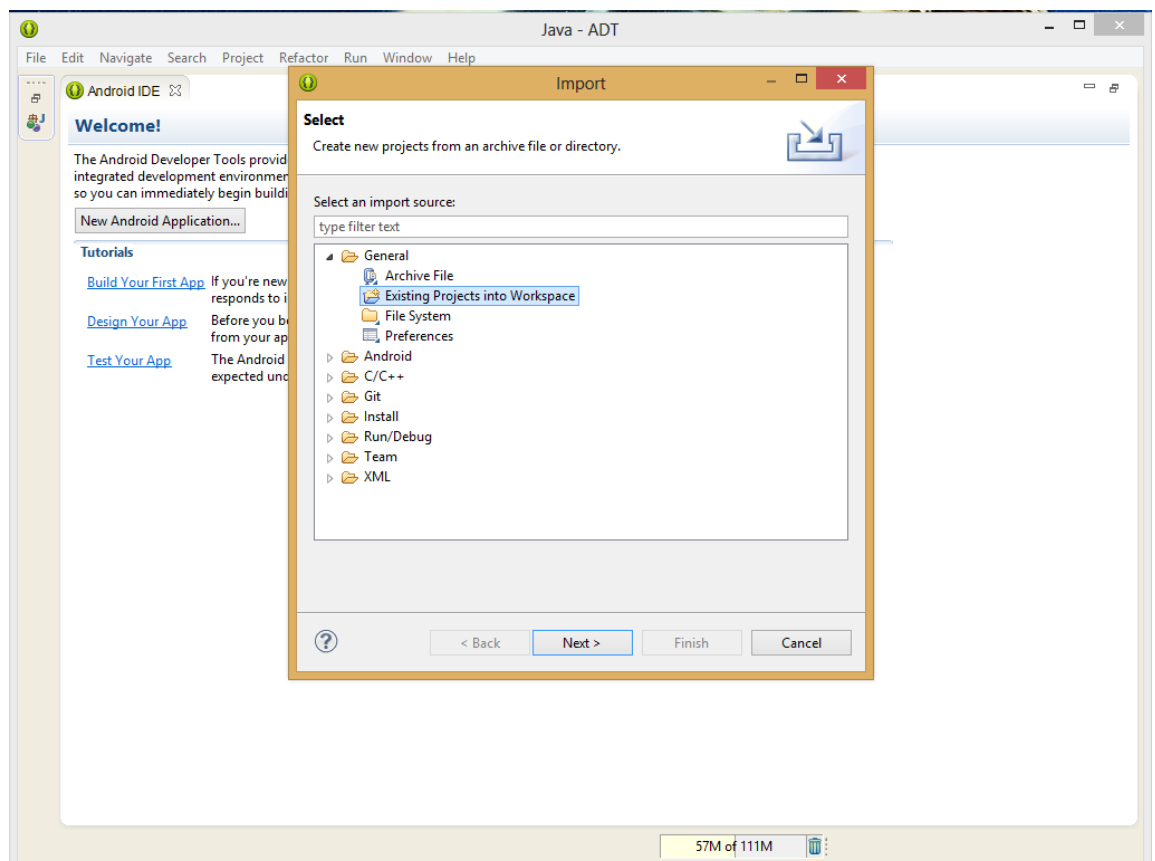 Java - ADT
File Edit Navigate Search Project Refactor Run Window Help
Android IDE
Welcome!
The Android Developer Tools provid
integrated development environmen
so you can immediately begin buildi
New Android Application...
Tutorials
Build Your First App If you're new
responds to i
Design Your App Before you be
from your ap
Test Your App The Android
expected und
Import
Select
Create new projects from an archive file or directory.
Select an import source:
type filter text
General
Archive File
Existing Projects into Workspace
File System
Preferences
Android
C/C++
Git
Install
Run/Debug
Team
XML
< Back Next > Finish Cancel
57M of 111M